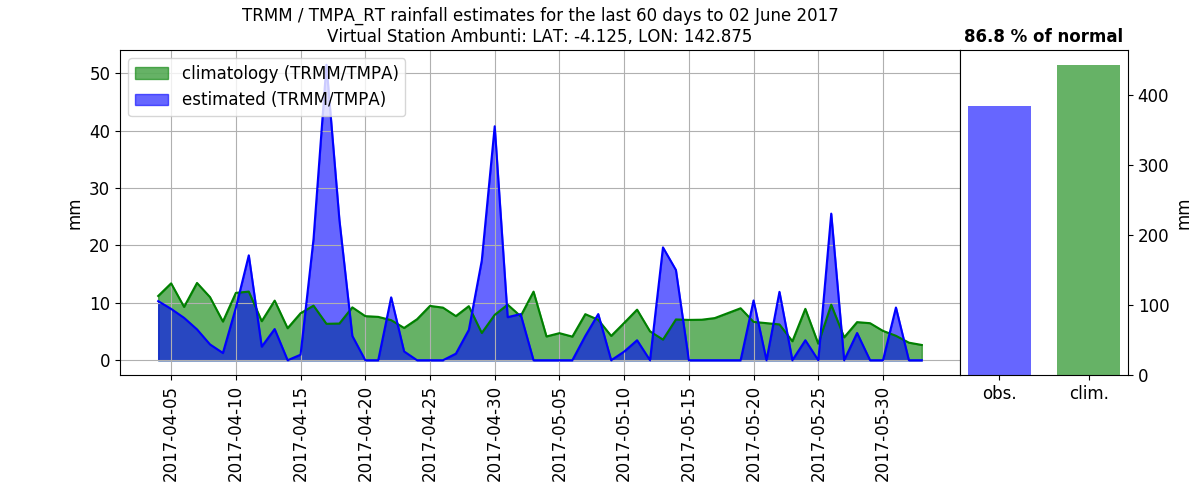 TRMM / TMPA_RT rainfall estimates for the last 60 days to 02 June 2017
Virtual Station Ambunti: LAT: -4.125, LON: 142.875
86.8 % of normal
climatology (TRMM/TMPA)
estimated (TRMM/TMPA)
50
40
30
20
10
0
mm
400
300
200
100
0
mm
obs.
clim.
2017-04-05
2017-04-10
2017-04-15
2017-04-20
2017-04-25
2017-04-30
2017-05-05
2017-05-10
2017-05-15
2017-05-20
2017-05-25
2017-05-30